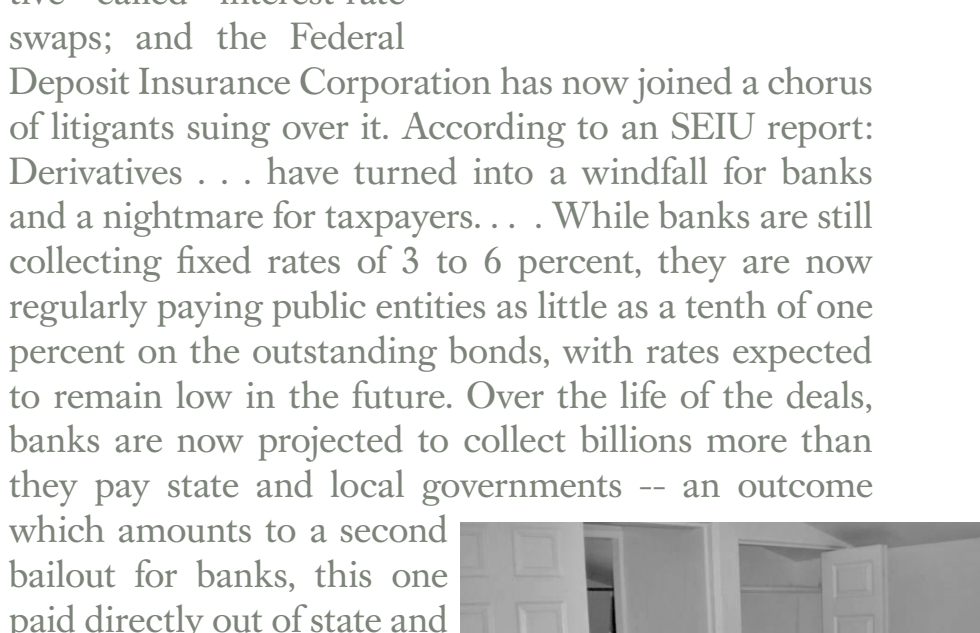 tive called interest-rate
swaps; and the Federal
Deposit Insurance Corporation has now joined a chorus
of litigants suing over it. According to an SEIU report:
Derivatives . . . have turned into a windfall for banks
and a nightmare for taxpayers. . . . While banks are still
collecting fixed rates of 3 to 6 percent, they are now
regularly paying public entities as little as a tenth of one
percent on the outstanding bonds, with rates expected
to remain low in the future. Over the life of the deals,
banks are now projected to collect billions more than
they pay state and local governments -- an outcome
which amounts to a second
bailout for banks, this one
paid directly out of state and